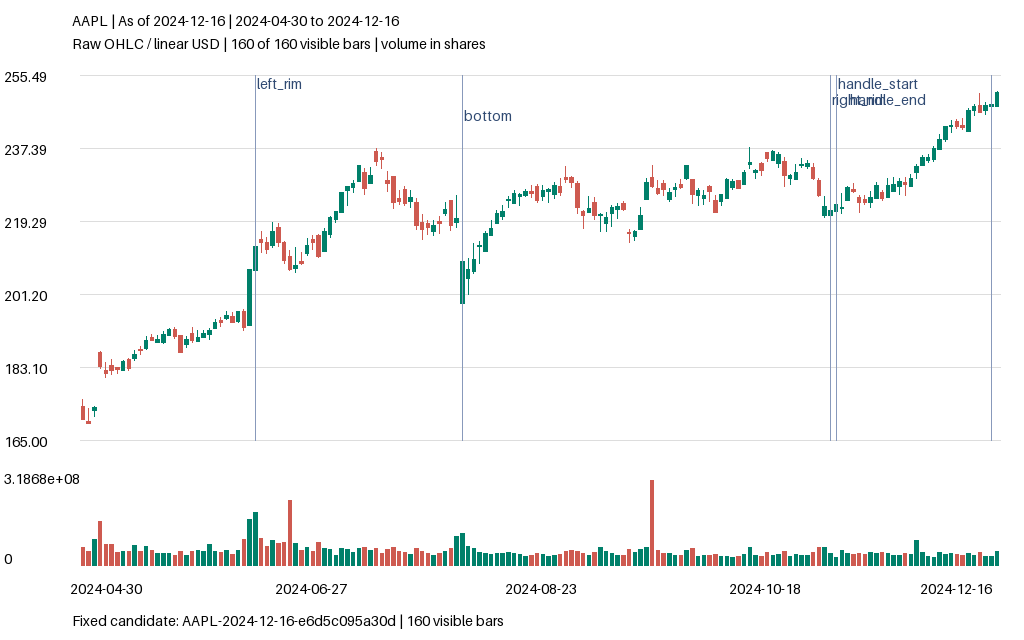 AAPL | As of 2024-12-16 | 2024-04-30 to 2024-12-16
Raw OHLC / linear USD | 160 of 160 visible bars | volume in shares
255.49
left_rim
handle_start
right_rim
handle_end
bottom
237.39
219.29
201.20
183.10
165.00
3.1868e+08
0
2024-04-30
2024-06-27
2024-08-23
2024-10-18
2024-12-16
Fixed candidate: AAPL-2024-12-16-e6d5c095a30d | 160 visible bars